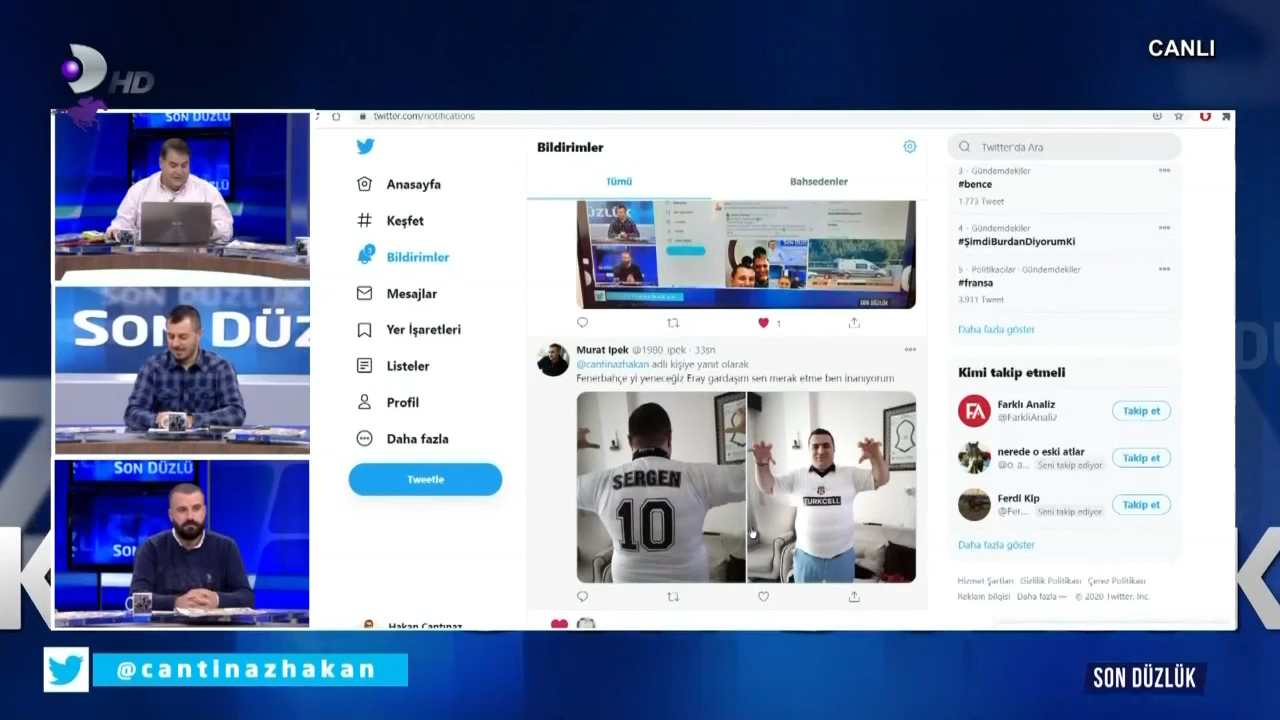 CANLI
HD
SON DÜZLÜ
SON DÜZ
SON DÜZLÜ
twitter.com/notifications
Anasayfa
Keşfet
Bildirimler
Mesajlar
Yer İşaretleri
Listeler
Profil
Daha fazla
Tweetle
Hakan Cantınaz
Bildirimler
Tümü
Bahsedenler
SON DÜZLÜK
1
Murat Ipek @1980_ipek · 33sn
@cantinazhakan adlı kişiye yanıt olarak
Fenerbahçe yi yeneceğiz Eray gardaşım sen merak etme ben inanıyorum
SERGEN
10
TURKCELL
Twitter'da Ara
3 · Gündemdekiler
#bence
1.773 Tweet
4 · Gündemdekiler
#ŞimdiBurdanDiyorumKi
5 · Politikacılar · Gündemdekiler
#fransa
3.911 Tweet
Daha fazla göster
Kimi takip etmeli
Farklı Analiz
@FarkliAnaliz
Takip et
nerede o eski atlar
@o_a... Seni takip ediyor
Takip et
Ferdi Kip
@Fer... Seni takip ediyor
Takip et
Daha fazla göster
Hizmet Şartları Gizlilik Politikası Çerez Politikası
Reklam bilgisi Daha fazla © 2020 Twitter, Inc.
@cantinazhakan
SON DÜZLÜK